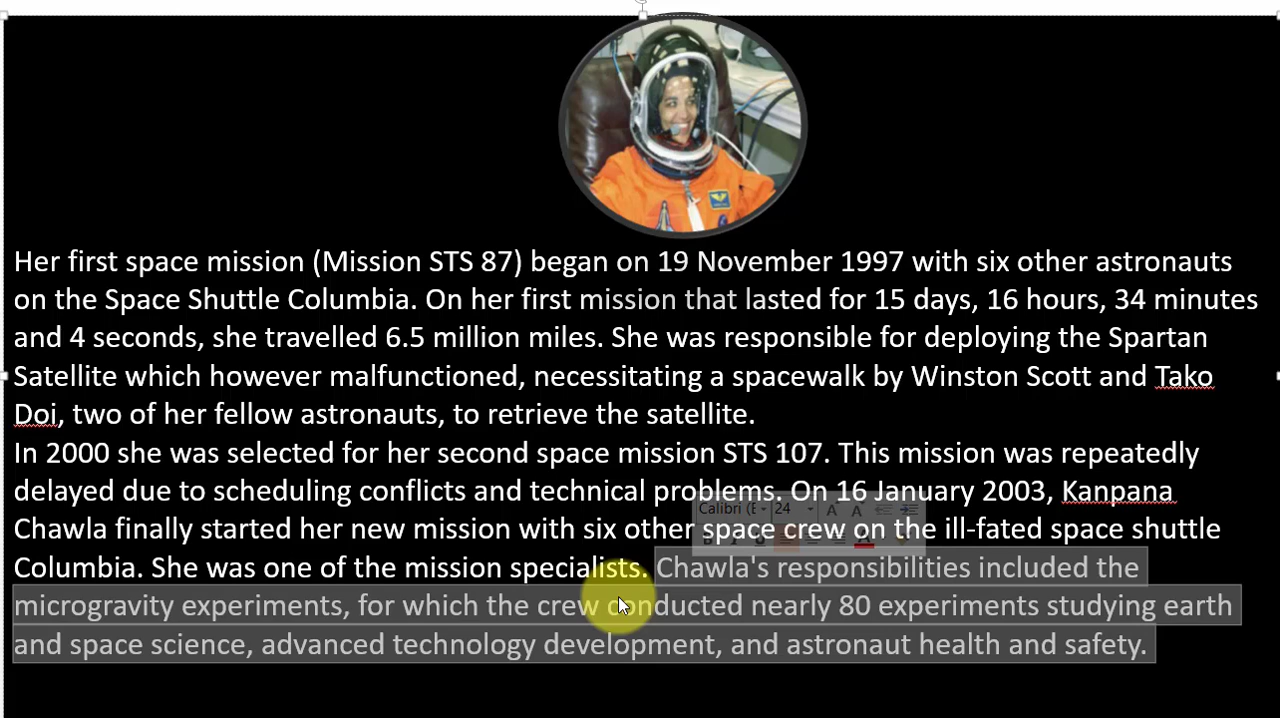 Her first space mission (Mission STS 87) began on 19 November 1997 with six other astronauts
on the Space Shuttle Columbia. On her first mission that lasted for 15 days, 16 hours, 34 minutes
and 4 seconds, she travelled 6.5 million miles. She was responsible for deploying the Spartan
Satellite which however malfunctioned, necessitating a spacewalk by Winston Scott and Tako
Doi, two of her fellow astronauts, to retrieve the satellite.
In 2000 she was selected for her second space mission STS 107. This mission was repeatedly
delayed due to scheduling conflicts and technical problems. On 16 January 2003, Kanpana
Calibri (E 24 A A
Chawla finally started her new mission with six other space crew on the ill-fated space shuttle
B I U A
Columbia. She was one of the mission specialists. Chawla's responsibilities included the
microgravity experiments, for which the crew conducted nearly 80 experiments studying earth
and space science, advanced technology development, and astronaut health and safety.